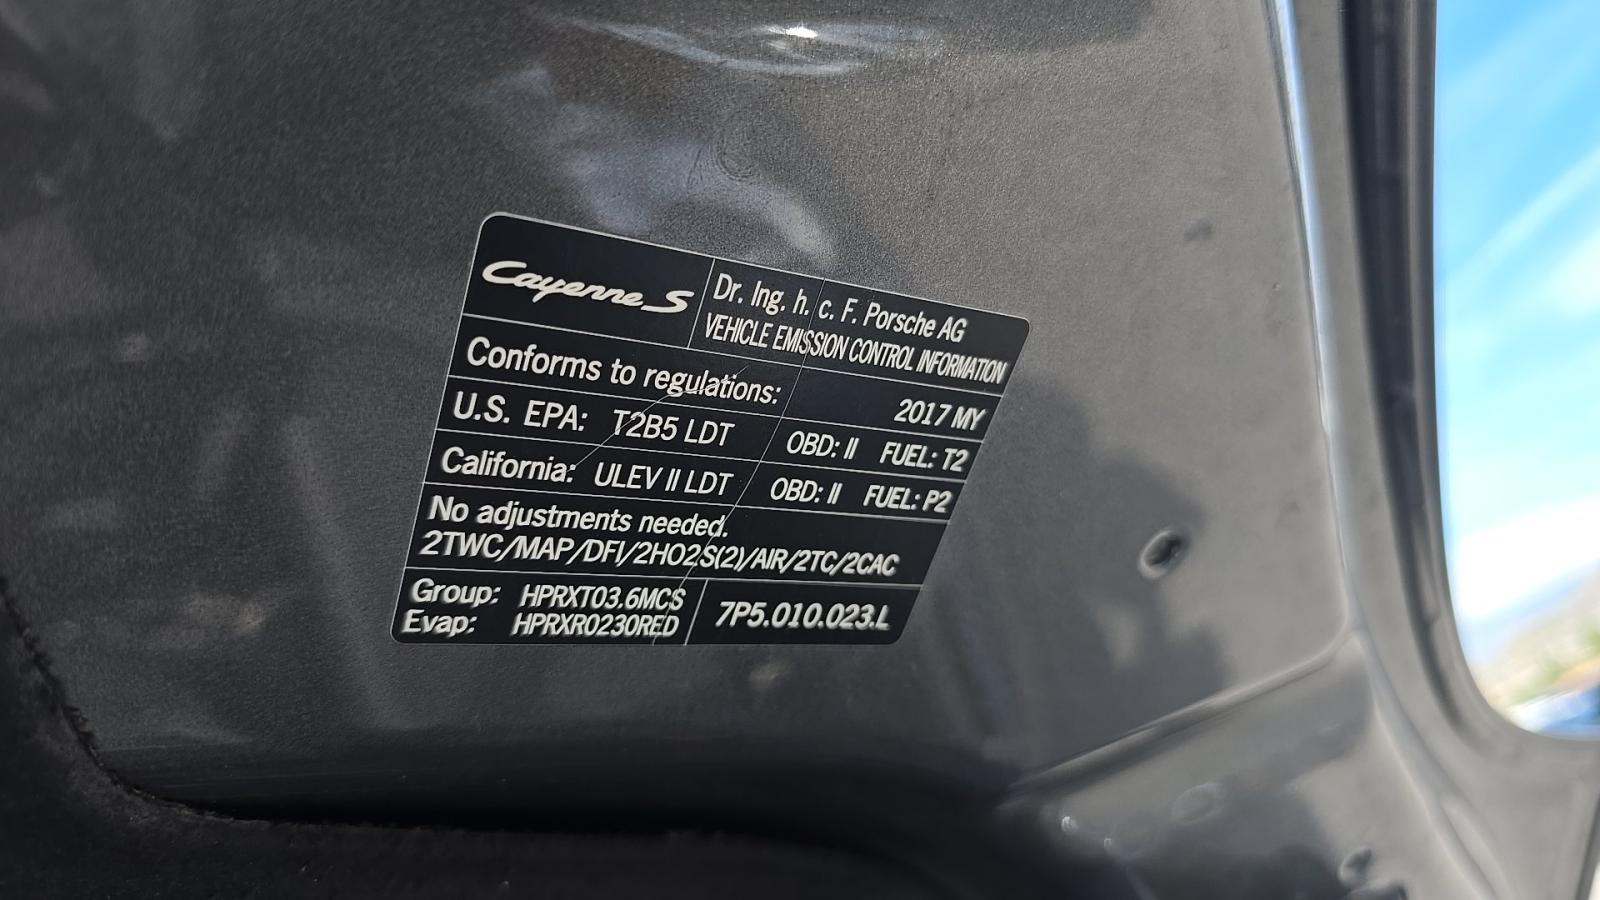 Cayenne S
Dr. Ing. h. c. F. Porsche AG
VEHICLE EMISSION CONTROL INFORMATION
Conforms to regulations: 2017 MY
U.S. EPA: T2B5 LDT OBD: II FUEL: T2
California: ULEV II LDT OBD: II FUEL: P2
No adjustments needed.
2TWC/MAP/DFI/2HO2S(2)/AIR/2TC/2CAC
Group: HPRXT03.6MCS
Evap: HPRXR0230RED
7P5.010.023.L